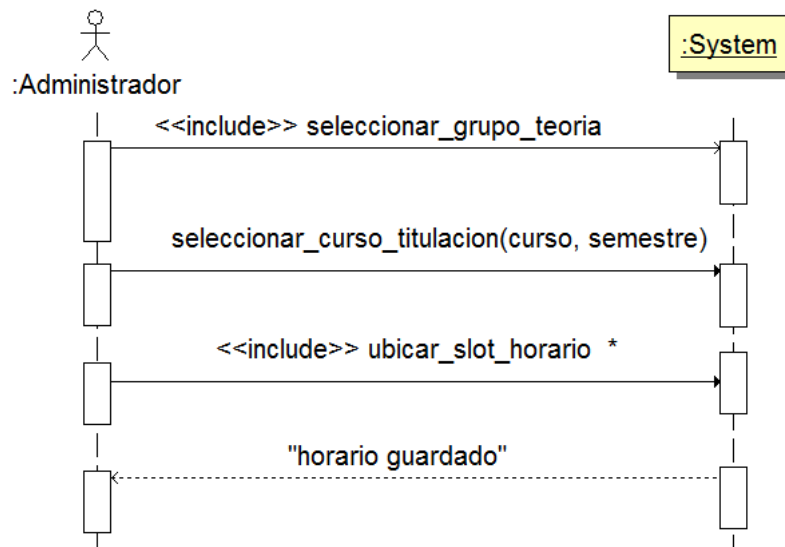 :System
:Administrador
<<include>> seleccionar_grupo_teoria
seleccionar_curso_titulacion(curso, semestre)
<<include>> ubicar_slot_horario *
"horario guardado"